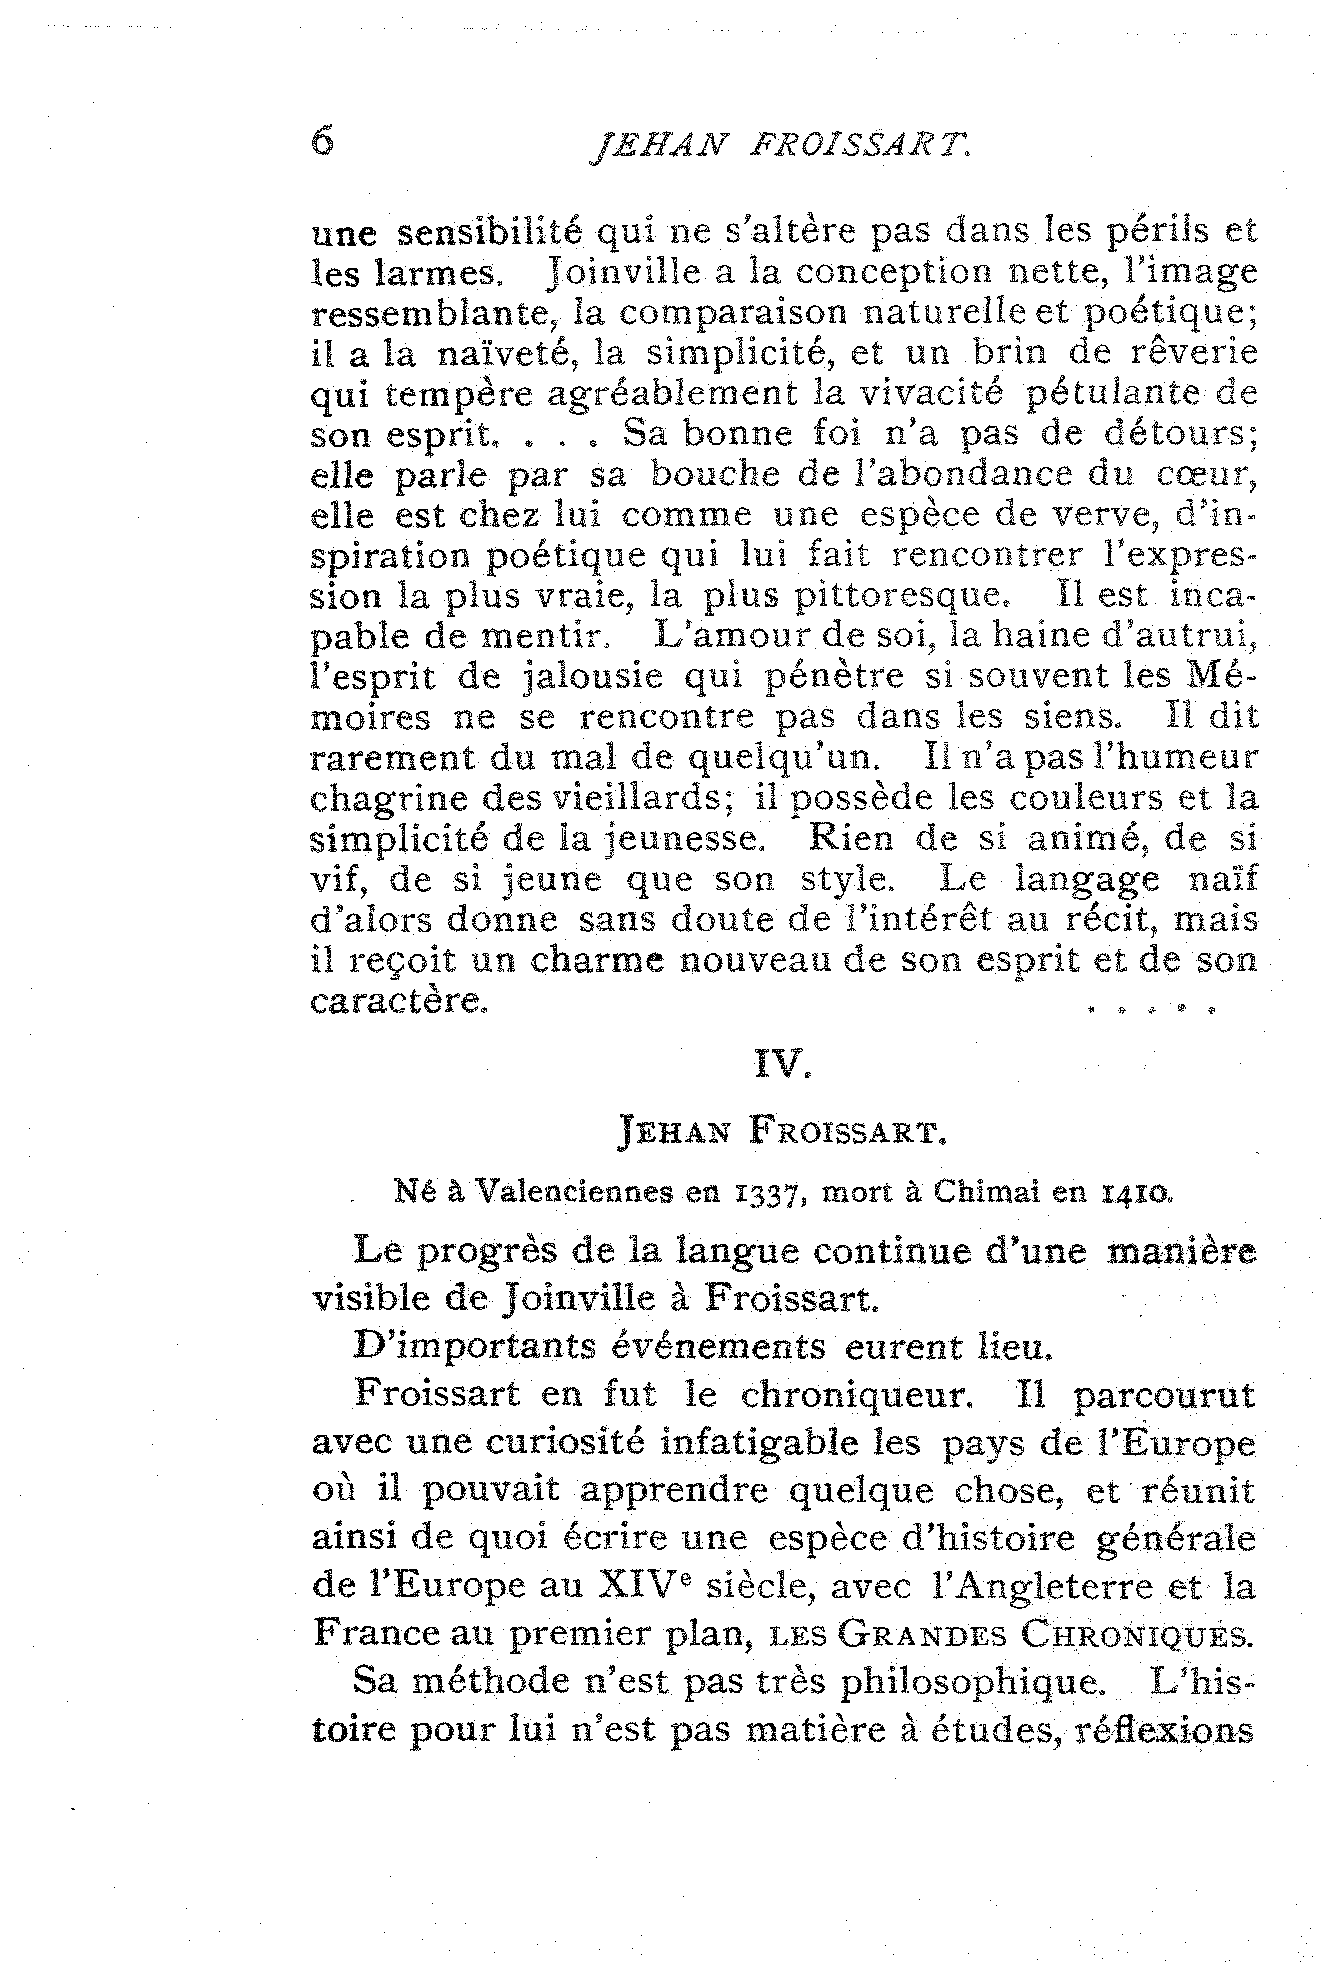 6 JEHAN FROISSART.
une sensibilité qui ne s'altère pas dans les périls et
les larmes. Joinville a la conception nette, l'image
ressemblante, la comparaison naturelle et poétique;
il a la naïveté, la simplicité, et un brin de rêverie
qui tempère agréablement la vivacité pétulante de
son esprit. . . . Sa bonne foi n'a pas de détours;
elle parle par sa bouche de l'abondance du cœur,
elle est chez lui comme une espèce de verve, d'in-
spiration poétique qui lui fait rencontrer l'expres-
sion la plus vraie, la plus pittoresque. Il est inca-
pable de mentir. L'amour de soi, la haine d'autrui,
l'esprit de jalousie qui pénètre si souvent les Mé-
moires ne se rencontre pas dans les siens. Il dit
rarement du mal de quelqu'un. Il n'a pas l'humeur
chagrine des vieillards; il possède les couleurs et la
simplicité de la jeunesse. Rien de si animé, de si
vif, de si jeune que son style. Le langage naïf
d'alors donne sans doute de l'intérêt au récit, mais
il reçoit un charme nouveau de son esprit et de son
caractère. . . . . .
IV.
JEHAN FROISSART.
Né à Valenciennes en 1337, mort à Chimai en 1410.
Le progrès de la langue continue d'une manière
visible de Joinville à Froissart.
D'importants événements eurent lieu.
Froissart en fut le chroniqueur. Il parcourut
avec une curiosité infatigable les pays de l'Europe
où il pouvait apprendre quelque chose, et réunit
ainsi de quoi écrire une espèce d'histoire générale
de l'Europe au XIVe siècle, avec l'Angleterre et la
France au premier plan, LES GRANDES CHRONIQUES.
Sa méthode n'est pas très philosophique. L'his-
toire pour lui n'est pas matière à études, réflexions